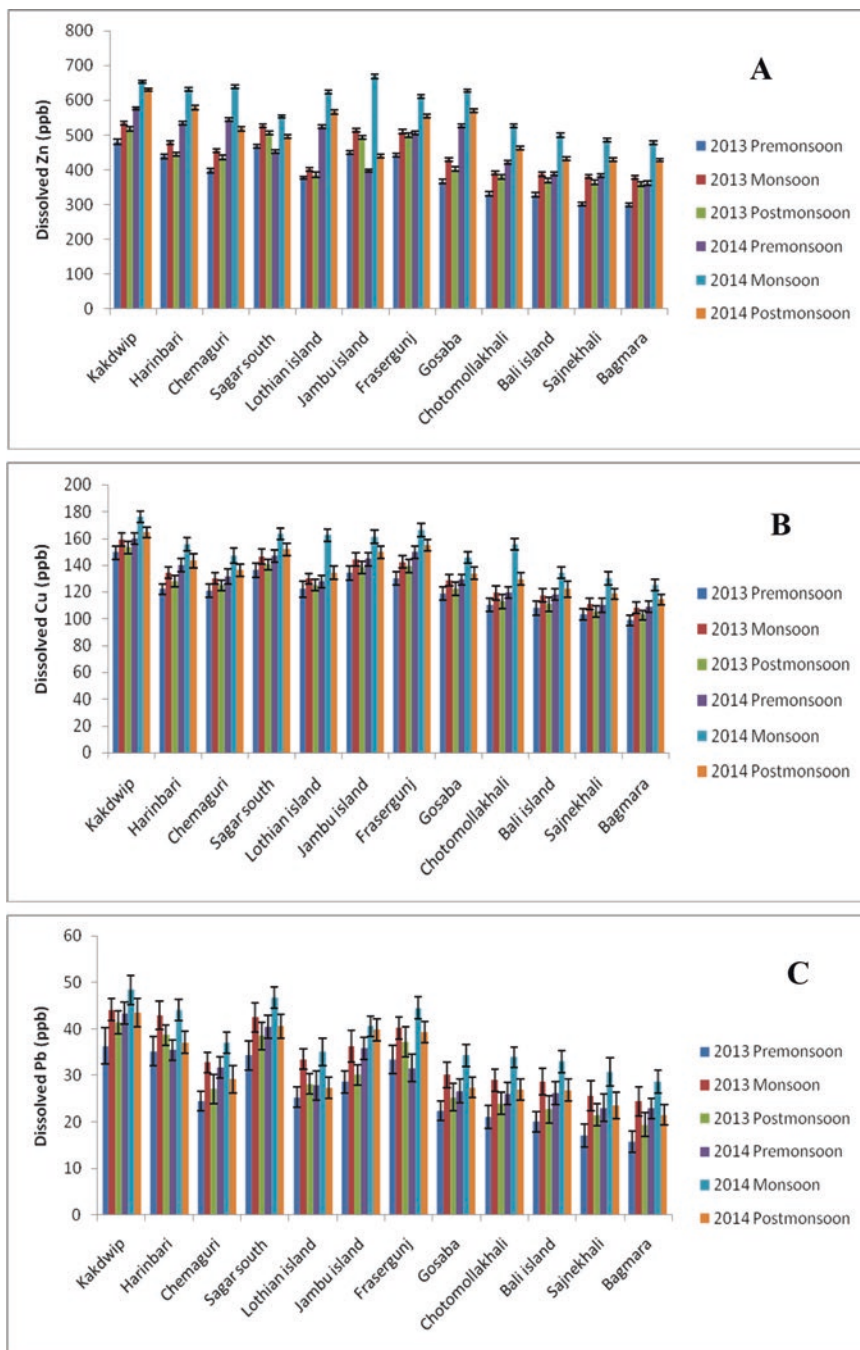 A
Dissolved Zn (ppb)
800
700
600
500
400
300
200
100
0
Kakdwip
Harinbari
Chemaguri
Sagar south
Lothian island
Jambu island
Frasergunj
Gosaba
Chotomollakhali
Bali island
Sajnekhali
Bagmara
2013 Premonsoon
2013 Monsoon
2013 Postmonsoon
2014 Premonsoon
2014 Monsoon
2014 Postmonsoon
B
Dissolved Cu (ppb)
200
180
160
140
120
100
80
60
40
20
0
Kakdwip
Harinbari
Chemaguri
Sagar south
Lothian island
Jambu island
Frasergunj
Gosaba
Chotomollakhali
Bali island
Sajnekhali
Bagmara
2013 Premonsoon
2013 Monsoon
2013 Postmonsoon
2014 Premonsoon
2014 Monsoon
2014 Postmonsoon
C
Dissolved Pb (ppb)
60
50
40
30
20
10
0
Kakdwip
Harinbari
Chemaguri
Sagar south
Lothian island
Jambu island
Frasergunj
Gosaba
Chotomollakhali
Bali island
Sajnekhali
Bagmara
2013 Premonsoon
2013 Monsoon
2013 Postmonsoon
2014 Premonsoon
2014 Monsoon
2014 Postmonsoon